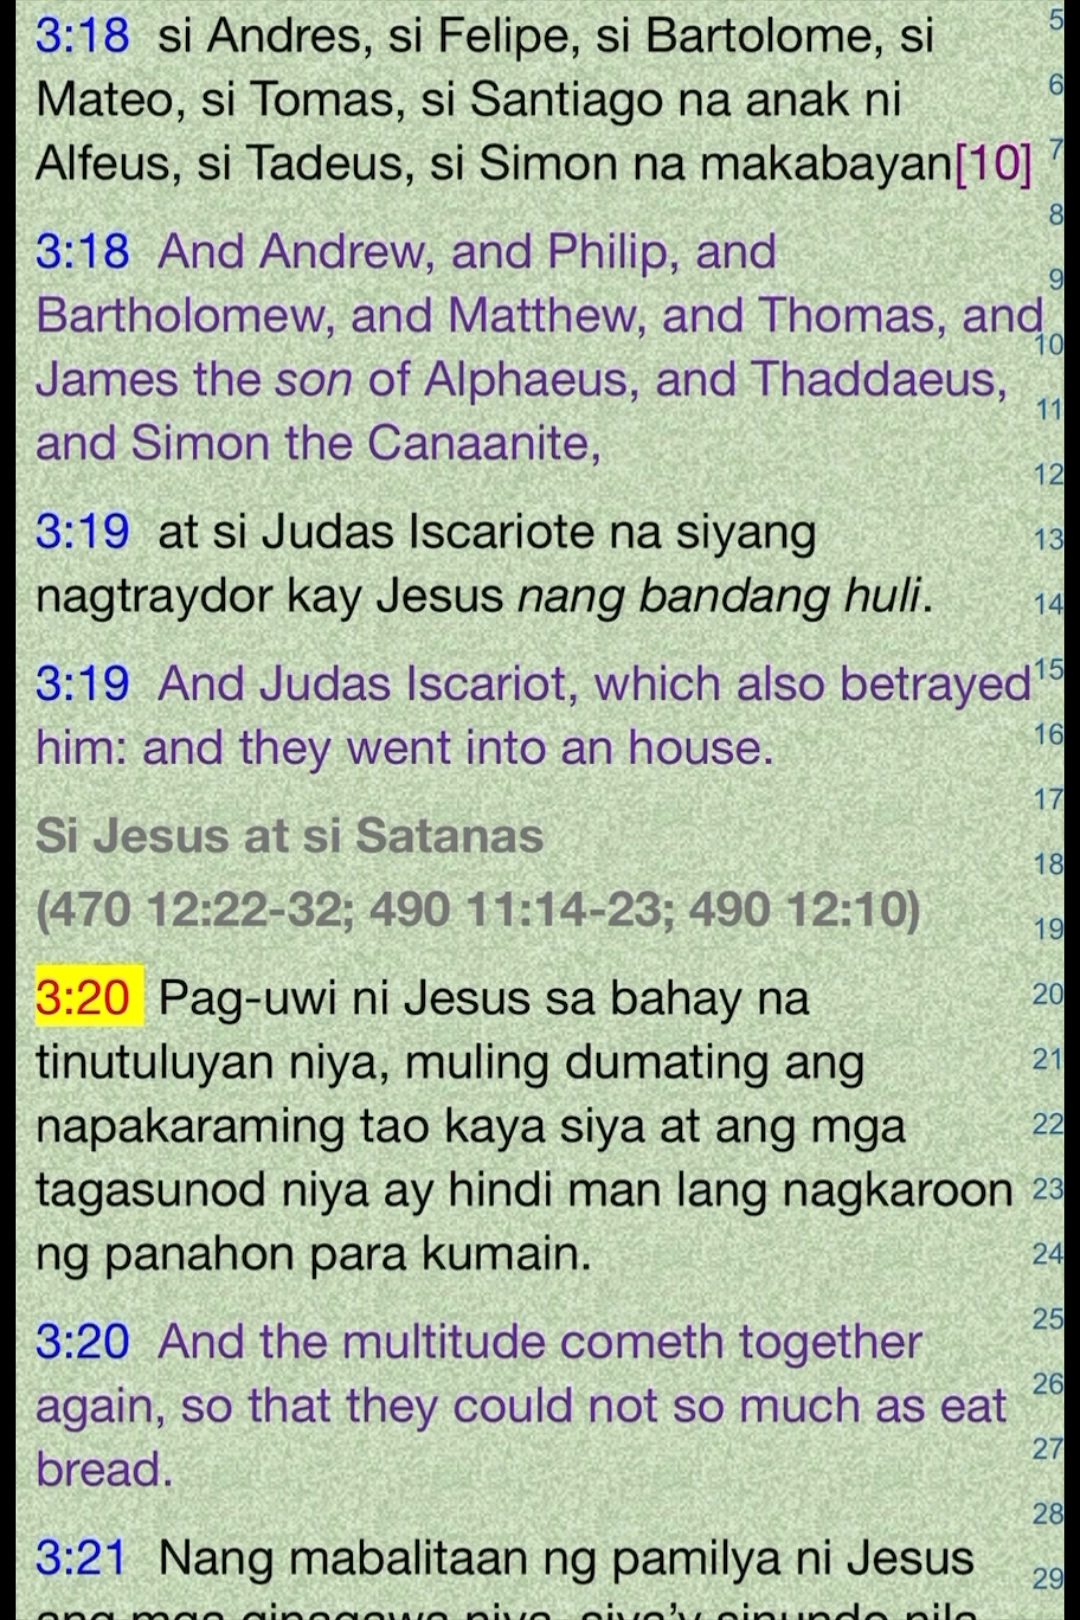 3:18 si Andres, si Felipe, si Bartolome, si
Mateo, si Tomas, si Santiago na anak ni
Alfeus, si Tadeus, si Simon na makabayan[10]
3:18 And Andrew, and Philip, and
Bartholomew, and Matthew, and Thomas, and
James the son of Alphaeus, and Thaddaeus,
and Simon the Canaanite,
3:19 at si Judas Iscariote na siyang
nagtraydor kay Jesus nang bandang huli.
3:19 And Judas Iscariot, which also betrayed
him: and they went into an house.
Si Jesus at si Satanas
(470 12:22-32; 490 11:14-23; 490 12:10)
3:20 Pag-uwi ni Jesus sa bahay na
tinutuluyan niya, muling dumating ang
napakaraming tao kaya siya at ang mga
tagasunod niya ay hindi man lang nagkaroon
ng panahon para kumain.
3:20 And the multitude cometh together
again, so that they could not so much as eat
bread.
3:21 Nang mabalitaan ng pamilya ni Jesus
5
6
7
8
9
10
11
12
13
14
15
16
17
18
19
20
21
22
23
24
25
26
27
28
29